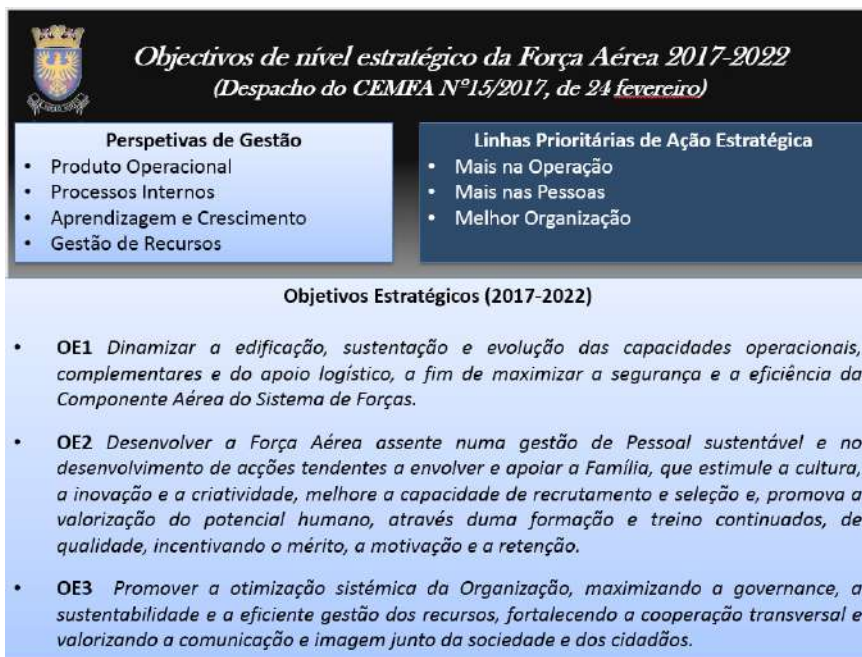 Objectivos de nível estratégico da Força Aérea 2017-2022
(Despacho do CEMFA Nº15/2017, de 24 fevereiro)
Perspetivas de Gestão
• Produto Operacional
• Processos Internos
• Aprendizagem e Crescimento
• Gestão de Recursos
Linhas Prioritárias de Ação Estratégica
• Mais na Operação
• Mais nas Pessoas
• Melhor Organização
Objetivos Estratégicos (2017-2022)
• OE1 Dinamizar a edificação, sustentação e evolução das capacidades operacionais,
complementares e do apoio logístico, a fim de maximizar a segurança e a eficiência da
Componente Aérea do Sistema de Forças.
• OE2 Desenvolver a Força Aérea assente numa gestão de Pessoal sustentável e no
desenvolvimento de acções tendentes a envolver e apoiar a Família, que estimule a cultura,
a inovação e a criatividade, melhore a capacidade de recrutamento e seleção e, promova a
valorização do potencial humano, através duma formação e treino continuados, de
qualidade, incentivando o mérito, a motivação e a retenção.
• OE3 Promover a otimização sistémica da Organização, maximizando a governance, a
sustentabilidade e a eficiente gestão dos recursos, fortalecendo a cooperação transversal e
valorizando a comunicação e imagem junto da sociedade e dos cidadãos.